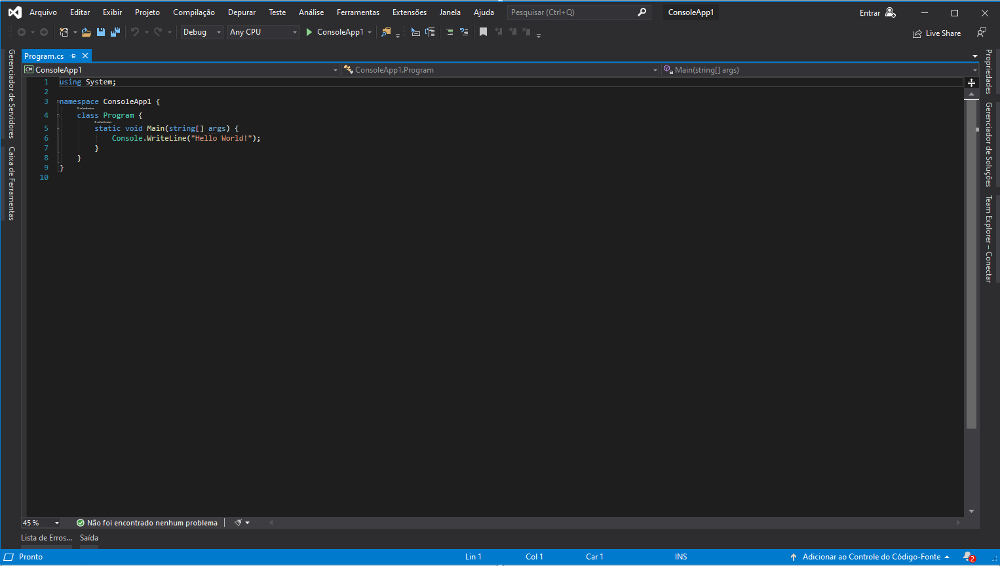 Arquivo Editar Exibir Projeto Compilação Depurar Teste Análise Ferramentas Extensões Janela Ajuda Pesquisar (Ctrl+Q) ConsoleApp1 Entrar
Debug Any CPU ConsoleApp1 Live Share
Program.cs
C# ConsoleApp1 ConsoleApp1.Program Main(string[] args)
Gerenciador de Servidores
Caixa de Ferramentas
1 using System;
2
3 namespace ConsoleApp1 {
0 referências
4 class Program {
0 referências
5 static void Main(string[] args) {
6 Console.WriteLine("Hello World!");
7 }
8 }
9 }
10
Propriedades
Gerenciador de Soluções
Team Explorer – Conectar
45 % Não foi encontrado nenhum problema
Lista de Erros... Saída
Pronto Lin 1 Col 1 Car 1 INS Adicionar ao Controle do Código-Fonte 2